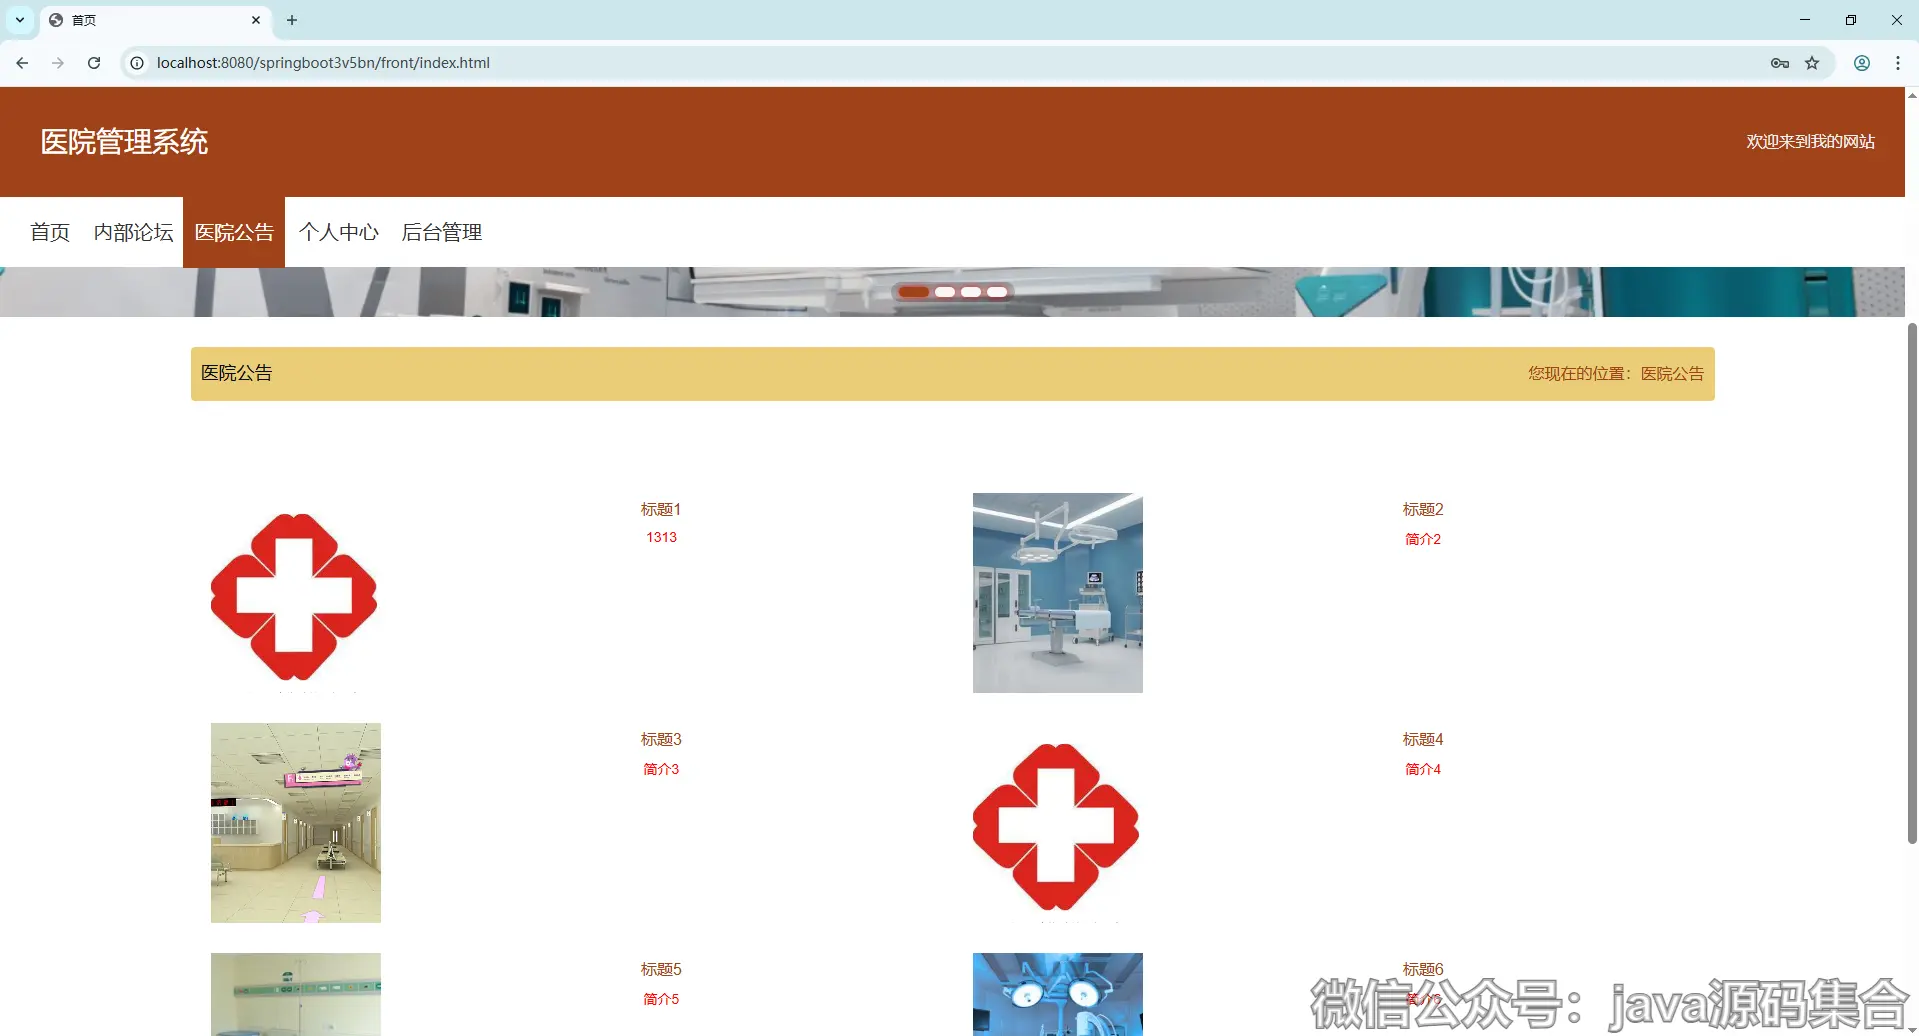 首页
localhost:8080/springboot3v5bn/front/index.html
医院管理系统
欢迎来到我的网站
首页 内部论坛 医院公告 个人中心 后台管理
医院公告
您现在的位置：医院公告
标题1
1313
标题2
简介2
标题3
简介3
标题4
简介4
标题5
简介5
标题6
简介6
微信公众号：java源码集合